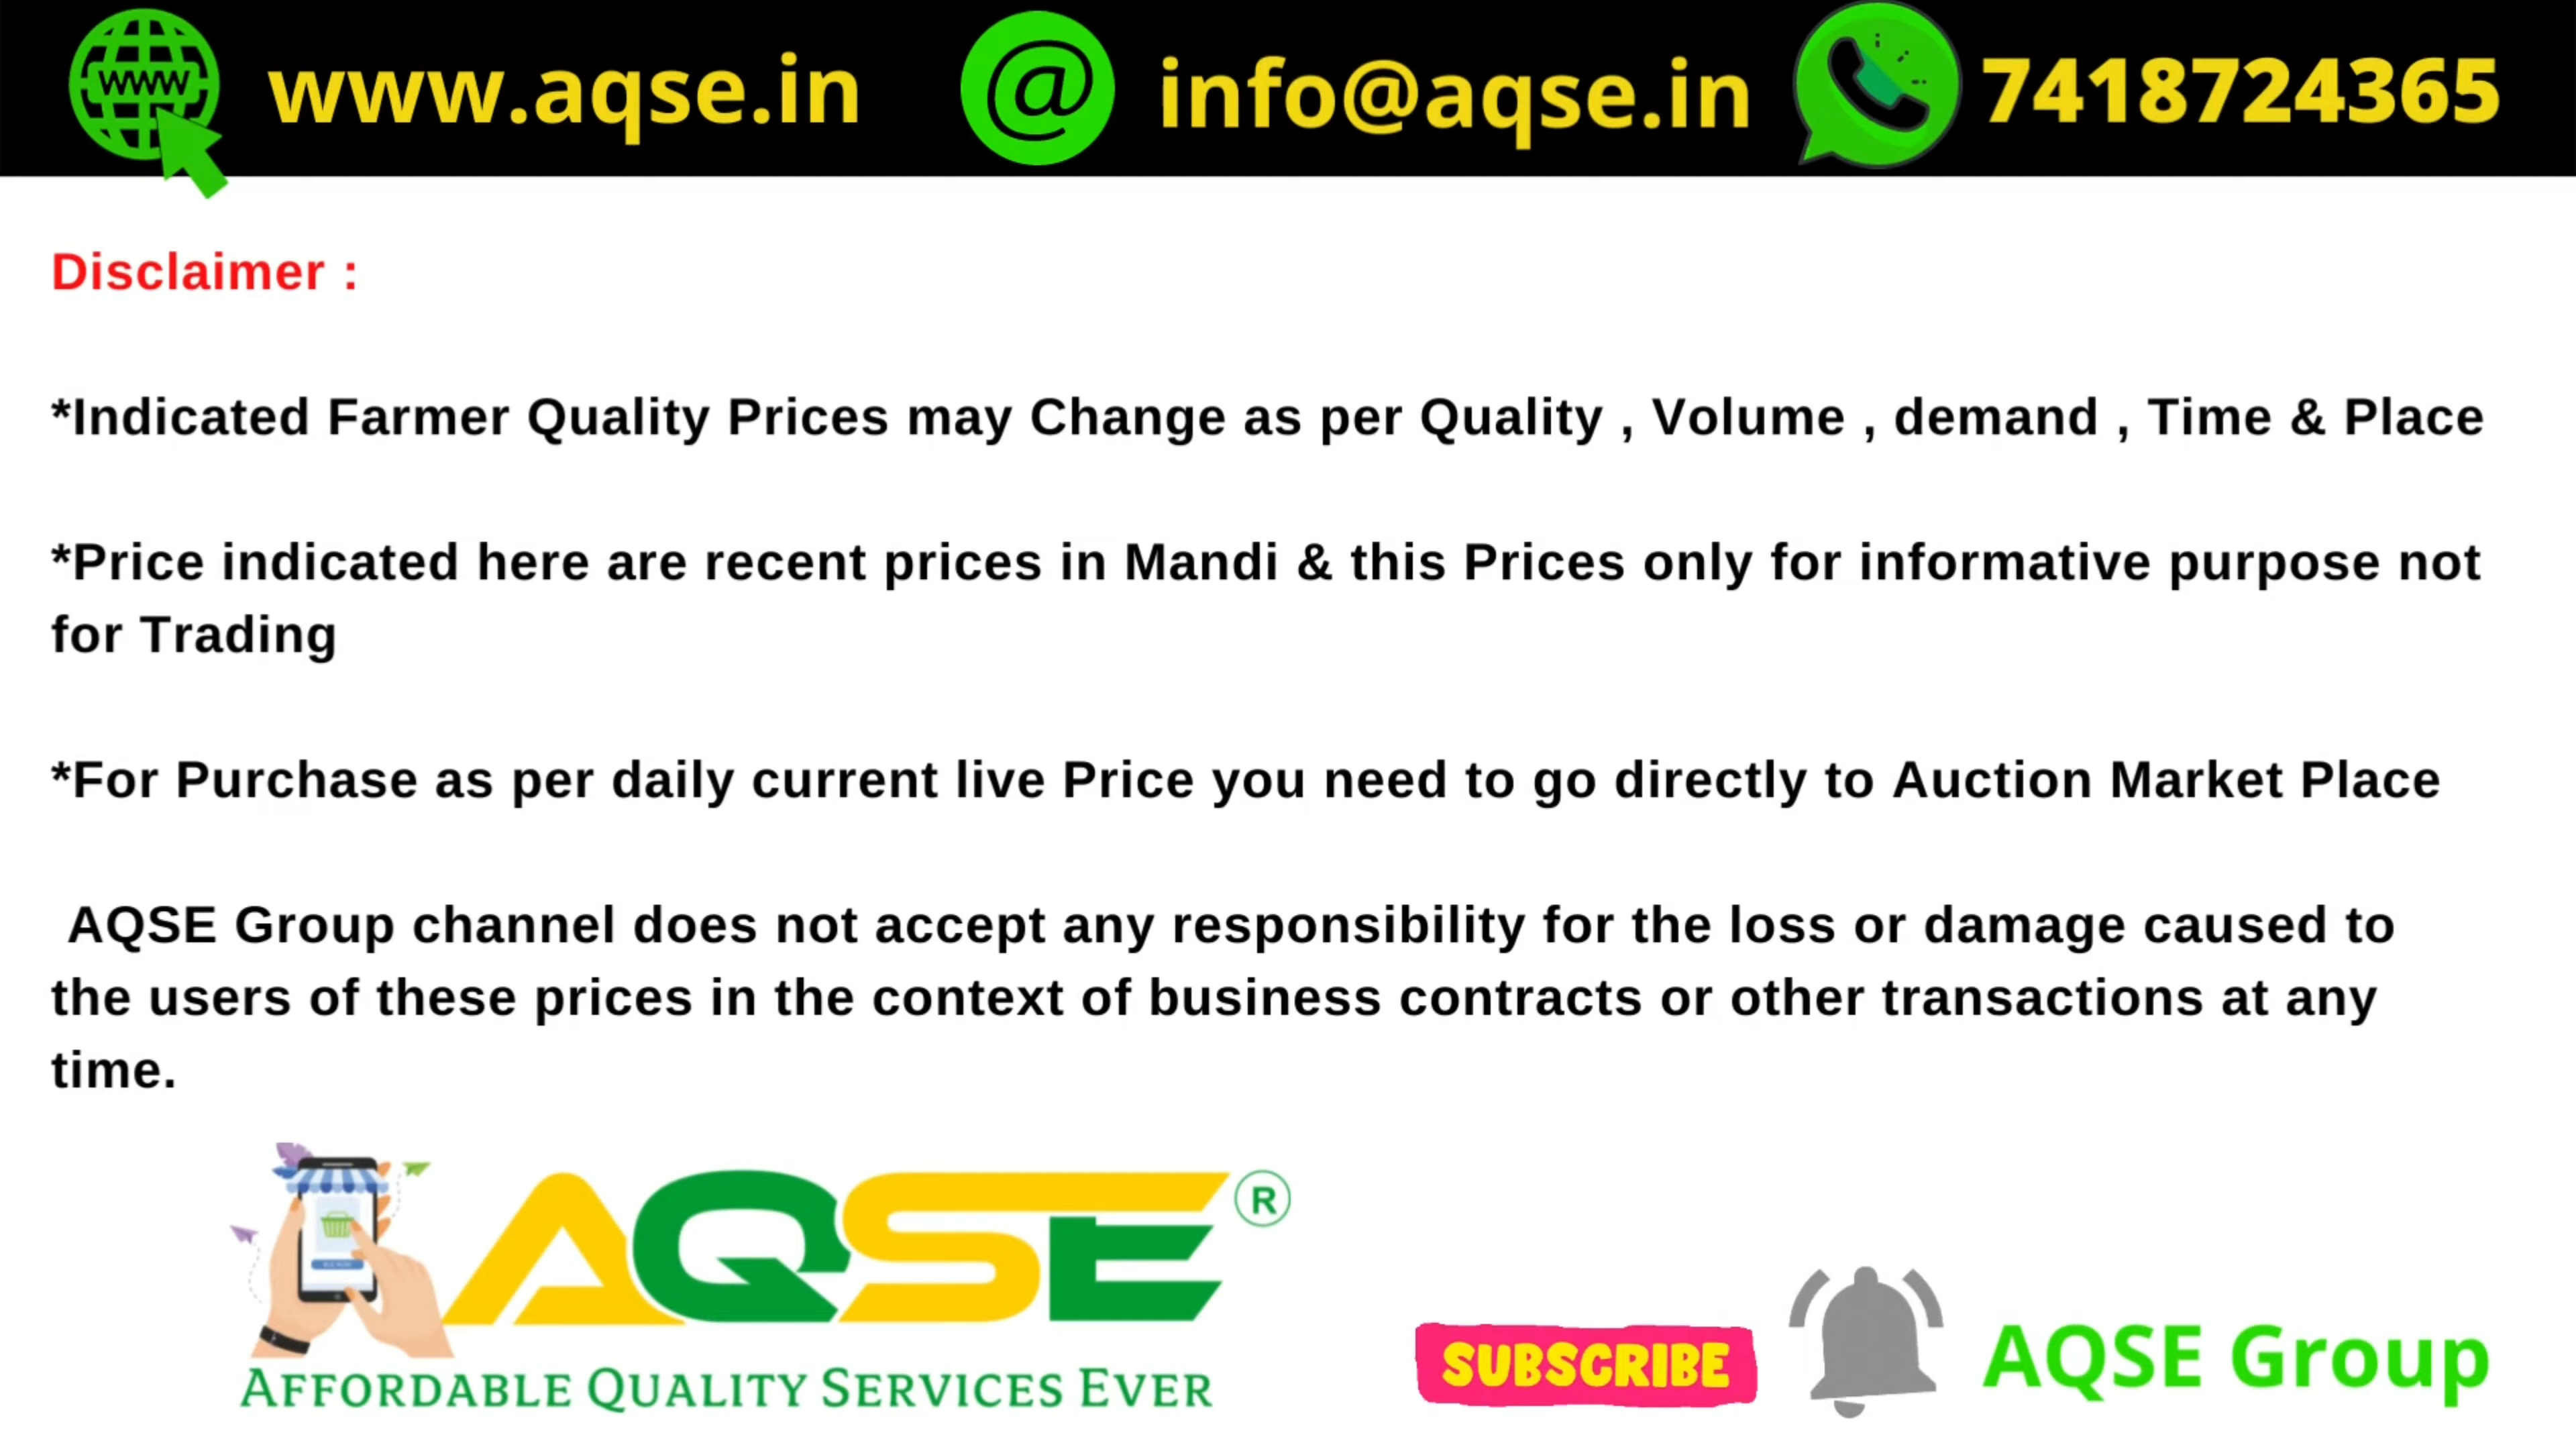 www www.aqse.in @ info@aqse.in 7418724365
Disclaimer :
*Indicated Farmer Quality Prices may Change as per Quality , Volume , demand , Time & Place
*Price indicated here are recent prices in Mandi & this Prices only for informative purpose not
for Trading
*For Purchase as per daily current live Price you need to go directly to Auction Market Place
AQSE Group channel does not accept any responsibility for the loss or damage caused to
the users of these prices in the context of business contracts or other transactions at any
time.
AQSE ®
AFFORDABLE QUALITY SERVICES EVER
SUBSCRIBE AQSE Group